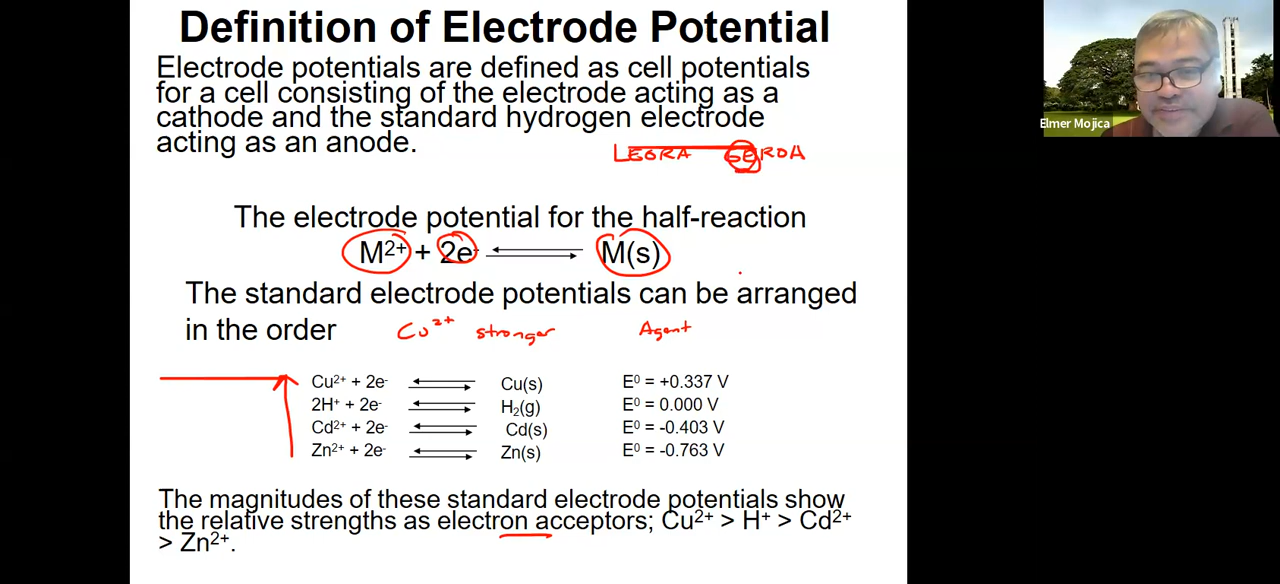 Definition of Electrode Potential
Electrode potentials are defined as cell potentials
for a cell consisting of the electrode acting as a
cathode and the standard hydrogen electrode
acting as an anode.
LEORA GEROA
Elmer Mojica
The electrode potential for the half-reaction
M²⁺ + 2e⁻ M(s)
The standard electrode potentials can be arranged
in the order
Cu²⁺ stronger Agent
Cu²⁺ + 2e⁻ Cu(s) E⁰ = +0.337 V
2H⁺ + 2e⁻ H₂(g) E⁰ = 0.000 V
Cd²⁺ + 2e⁻ Cd(s) E⁰ = -0.403 V
Zn²⁺ + 2e⁻ Zn(s) E⁰ = -0.763 V
The magnitudes of these standard electrode potentials show
the relative strengths as electron acceptors; Cu²⁺ > H⁺ > Cd²⁺
> Zn²⁺.